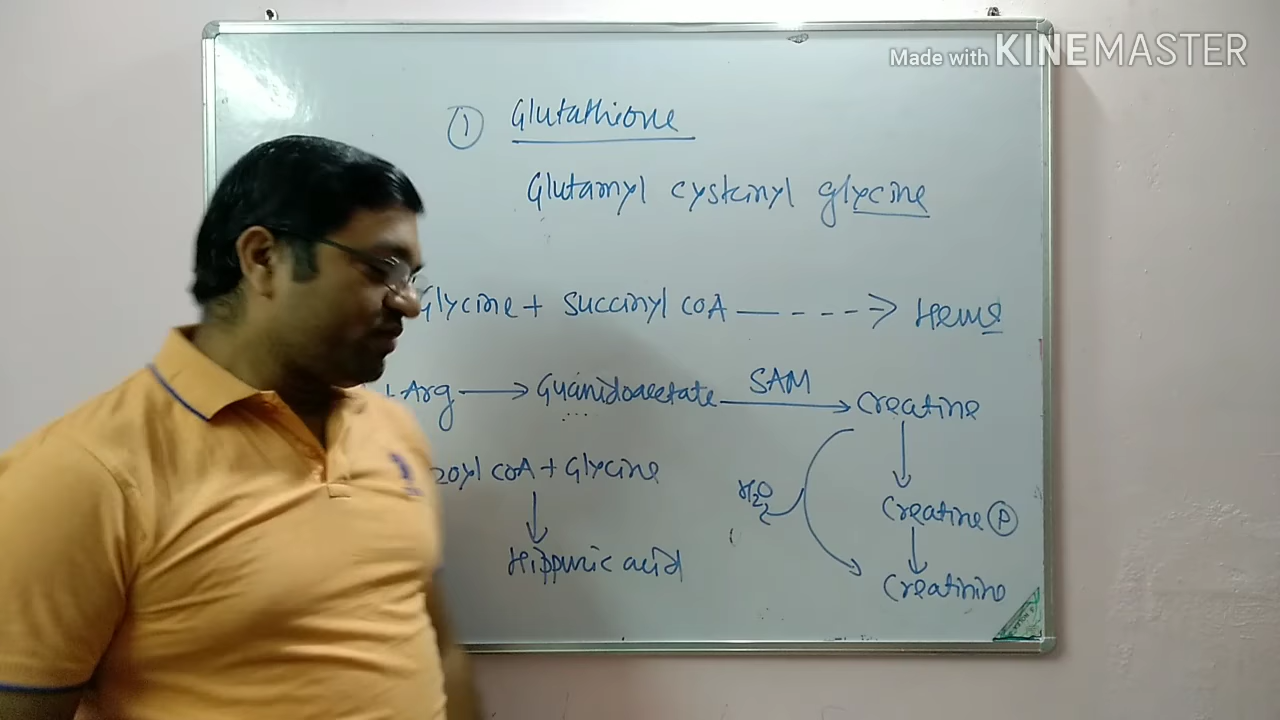 Made with KINEMASTER
① Glutathione
Glutamyl cysteinyl glycine
Glycine + Succinyl CoA ----> Heme
+ Arg → Guanidoacetate SAM → Creatine
zoyl CoA + Glycine
H₂O
Creatine Ⓟ
Hippuric acid
Creatinine